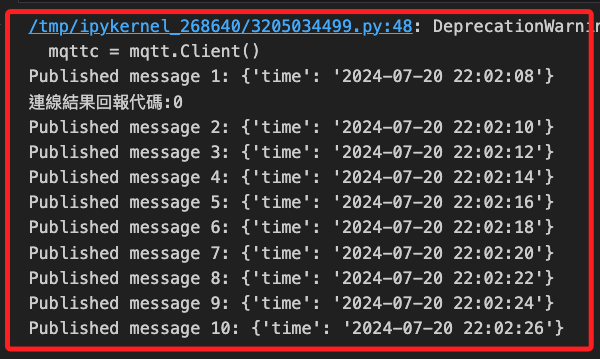 /tmp/ipykernel_268640/3205034499.py:48: DeprecationWarnin
mqttc = mqtt.Client()
Published message 1: {'time': '2024-07-20 22:02:08'}
連線結果回報代碼:0
Published message 2: {'time': '2024-07-20 22:02:10'}
Published message 3: {'time': '2024-07-20 22:02:12'}
Published message 4: {'time': '2024-07-20 22:02:14'}
Published message 5: {'time': '2024-07-20 22:02:16'}
Published message 6: {'time': '2024-07-20 22:02:18'}
Published message 7: {'time': '2024-07-20 22:02:20'}
Published message 8: {'time': '2024-07-20 22:02:22'}
Published message 9: {'time': '2024-07-20 22:02:24'}
Published message 10: {'time': '2024-07-20 22:02:26'}